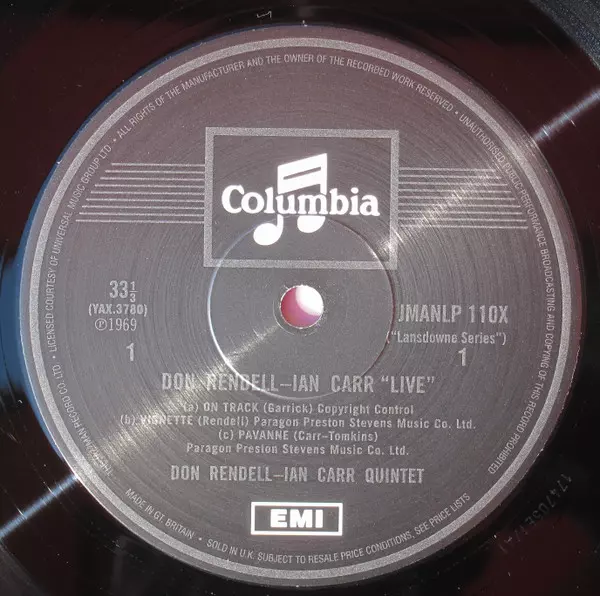 · ALL RIGHTS OF THE MANUFACTURER AND THE OWNER OF THE RECORDED WORK RESERVED · UNAUTHORISED PUBLIC PERFORMANCE BROADCASTING AND COPYING OF THIS RECORD PROHIBITED
LICENSED COURTESY OF UNIVERSAL MUSIC GROUP LTD
RECORD CO. LTD.
Columbia
33⅓
(YAX.3780)
℗1969
1
JMANLP 110X
("Lansdowne Series")
1
DON RENDELL–IAN CARR "LIVE"
(a) ON TRACK (Garrick) Copyright Control
(b) VIGNETTE (Rendell) Paragon Preston Stevens Music Co. Ltd.
(c) PAVANNE (Carr–Tomkins)
Paragon Preston Stevens Music Co. Ltd.
DON RENDELL–IAN CARR QUINTET
EMI
MADE IN GT. BRITAIN · SOLD IN U.K. SUBJECT TO RESALE PRICE CONDITIONS, SEE PRICE LISTS